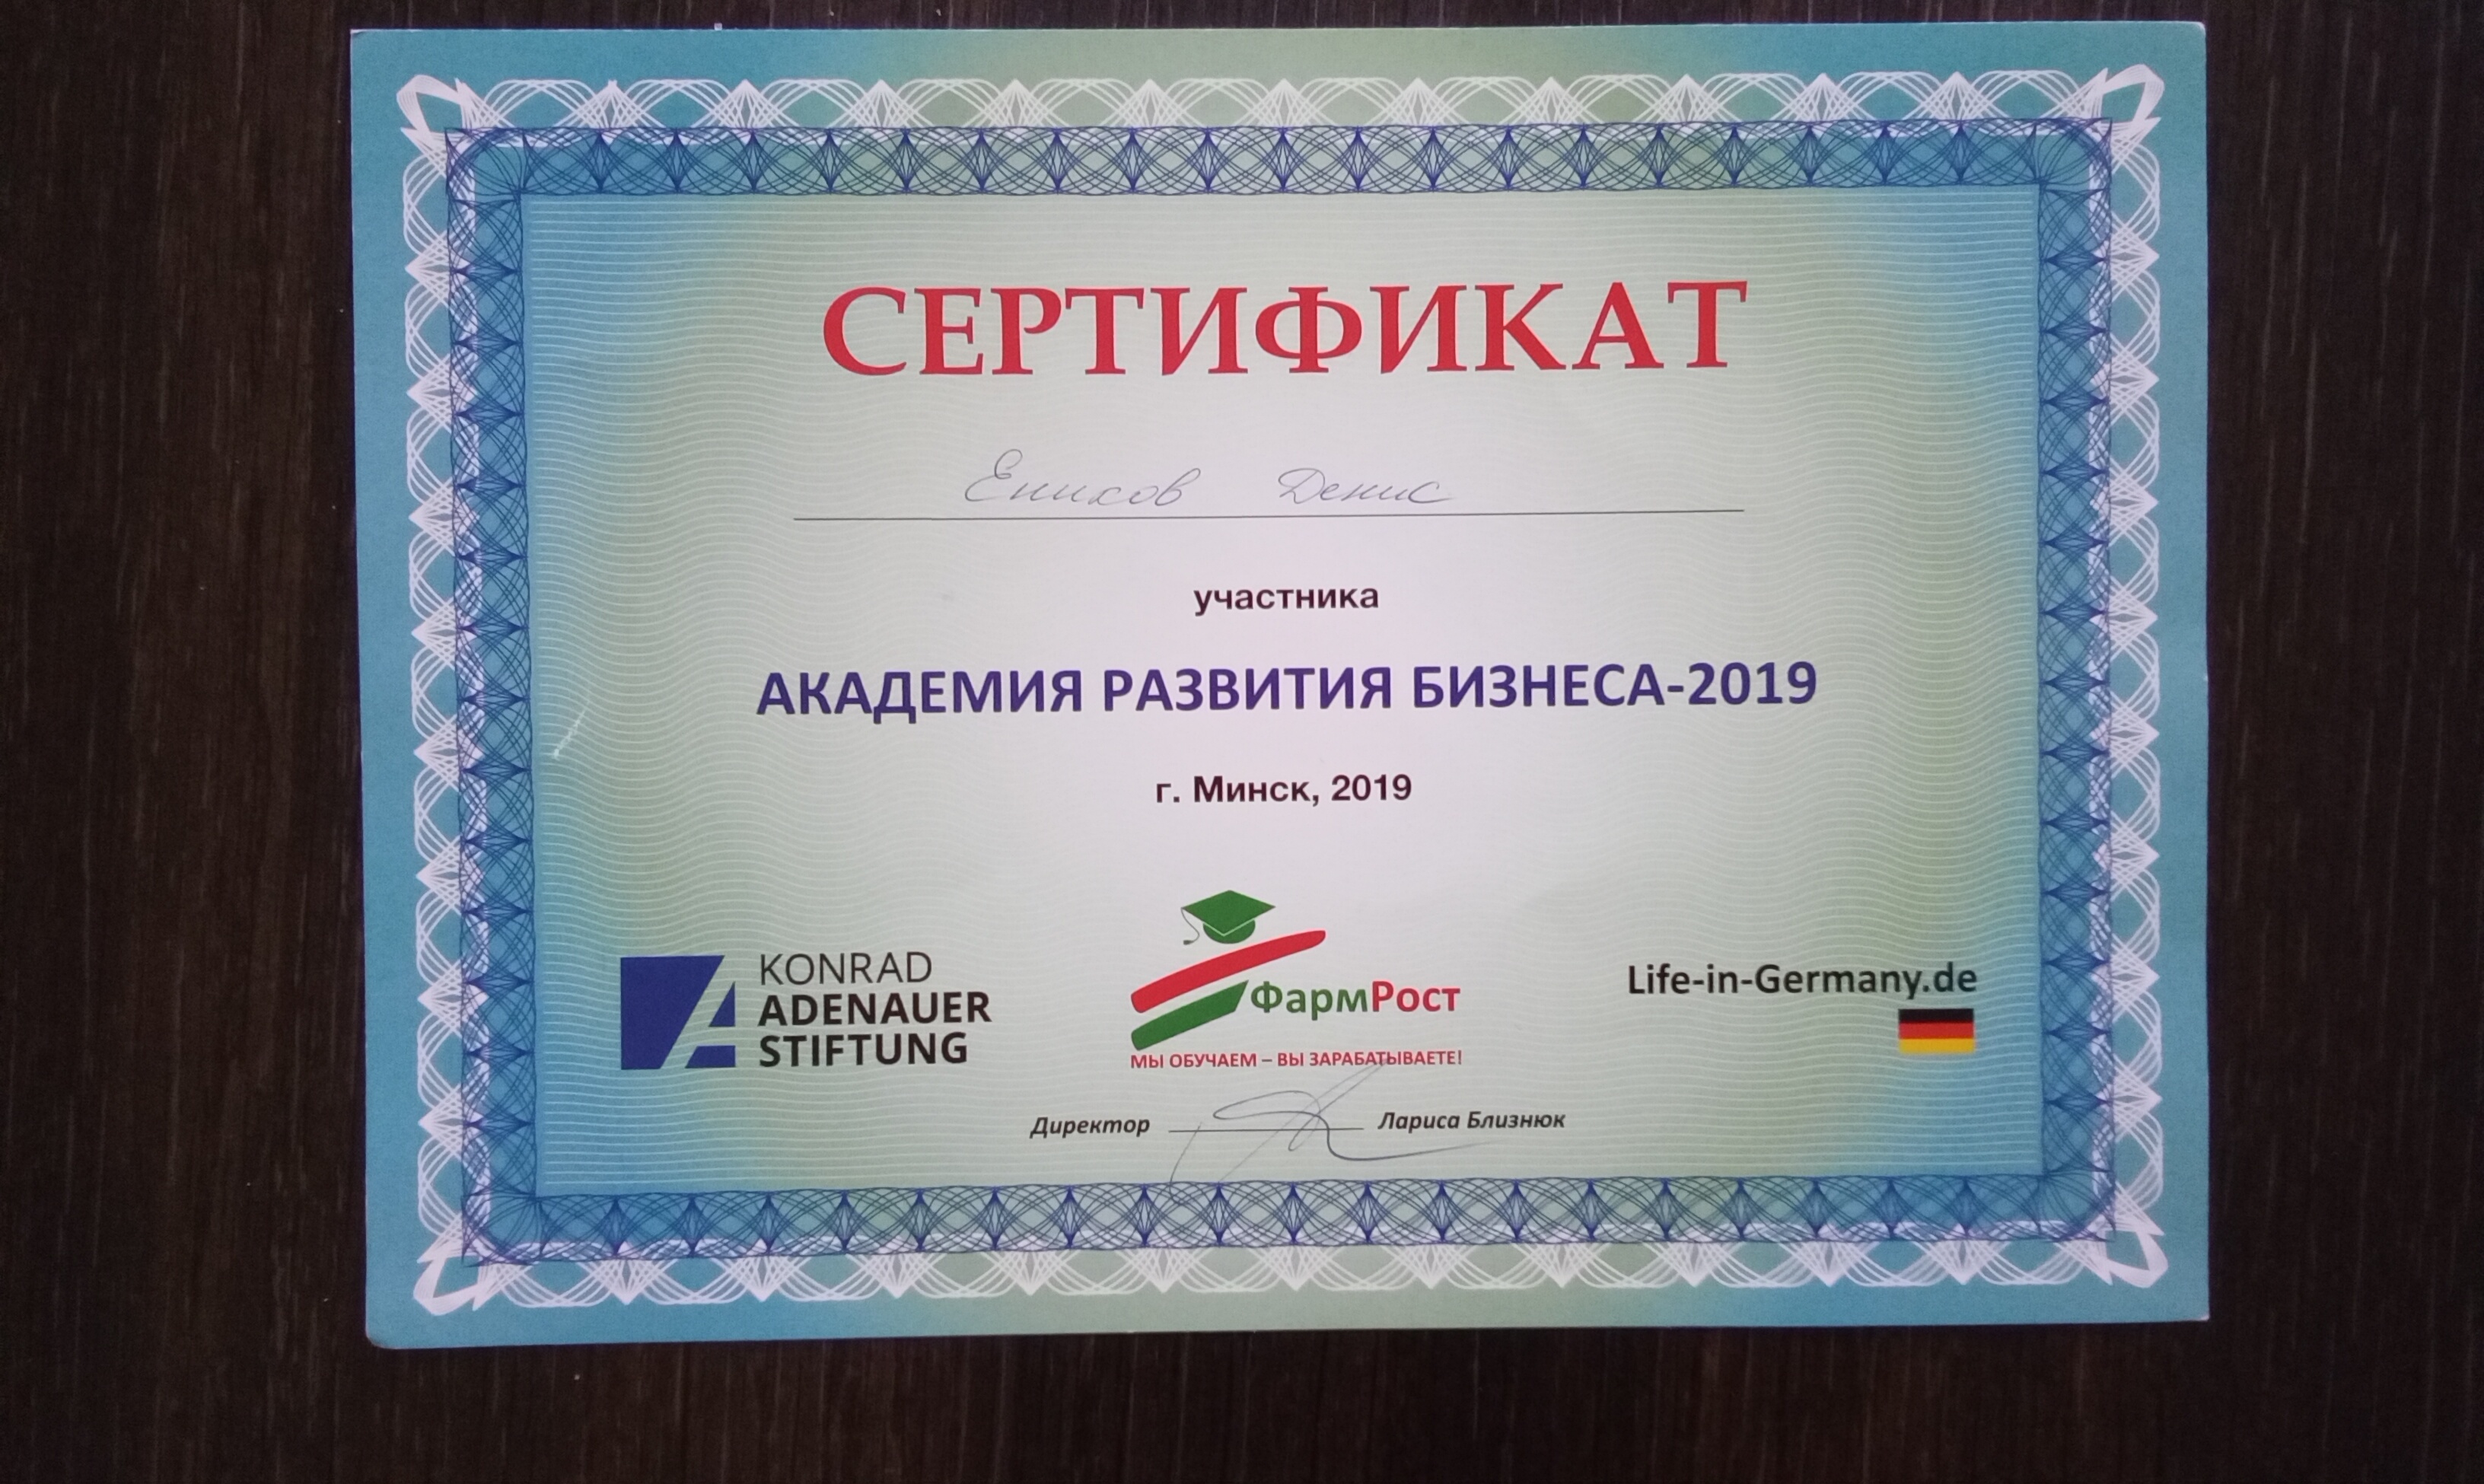 СЕРТИФИКАТ
Еников Денис
участника
АКАДЕМИЯ РАЗВИТИЯ БИЗНЕСА-2019
г. Минск, 2019
KONRAD
ADENAUER
STIFTUNG
ФармРост
МЫ ОБУЧАЕМ – ВЫ ЗАРАБАТЫВАЕТЕ!
Life-in-Germany.de
Директор Лариса Близнюк